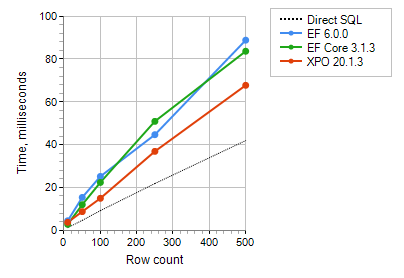 Direct SQL
EF 6.0.0
EF Core 3.1.3
XPO 20.1.3
Time, milliseconds
100
80
60
40
20
0
0 100 200 300 400 500
Row count